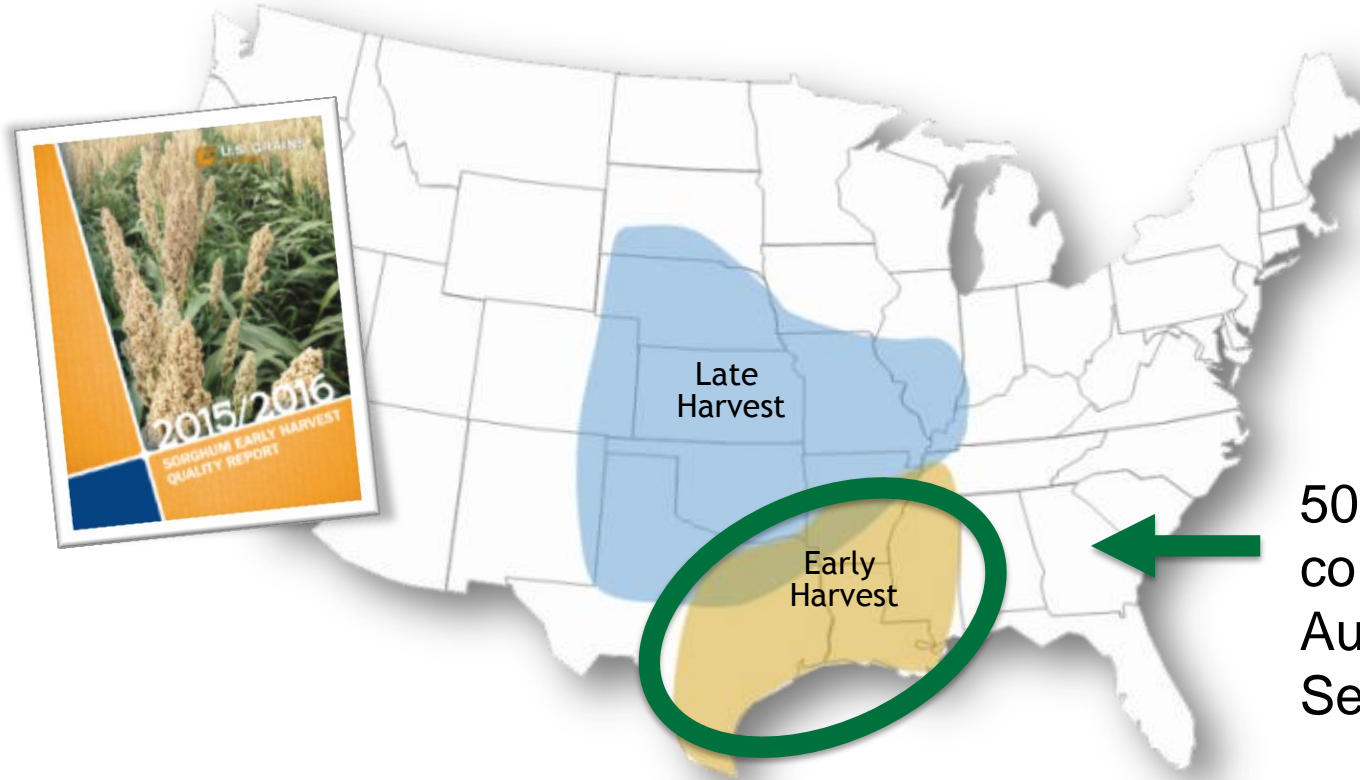 U.S. GRAINS
2015/2016
SORGHUM EARLY HARVEST
QUALITY REPORT
Late
Harvest
Early
Harvest
50
co
Au
Se